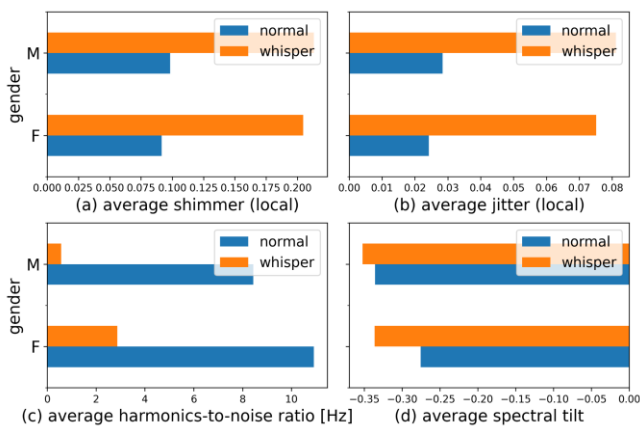 normal
whisper
M
F
gender
0.000 0.025 0.050 0.075 0.100 0.125 0.150 0.175 0.200
(a) average shimmer (local)
normal
whisper
0.00 0.01 0.02 0.03 0.04 0.05 0.06 0.07 0.08
(b) average jitter (local)
normal
whisper
M
F
gender
0 2 4 6 8 10
(c) average harmonics-to-noise ratio [Hz]
normal
whisper
−0.35 −0.30 −0.25 −0.20 −0.15 −0.10 −0.05 0.00
(d) average spectral tilt